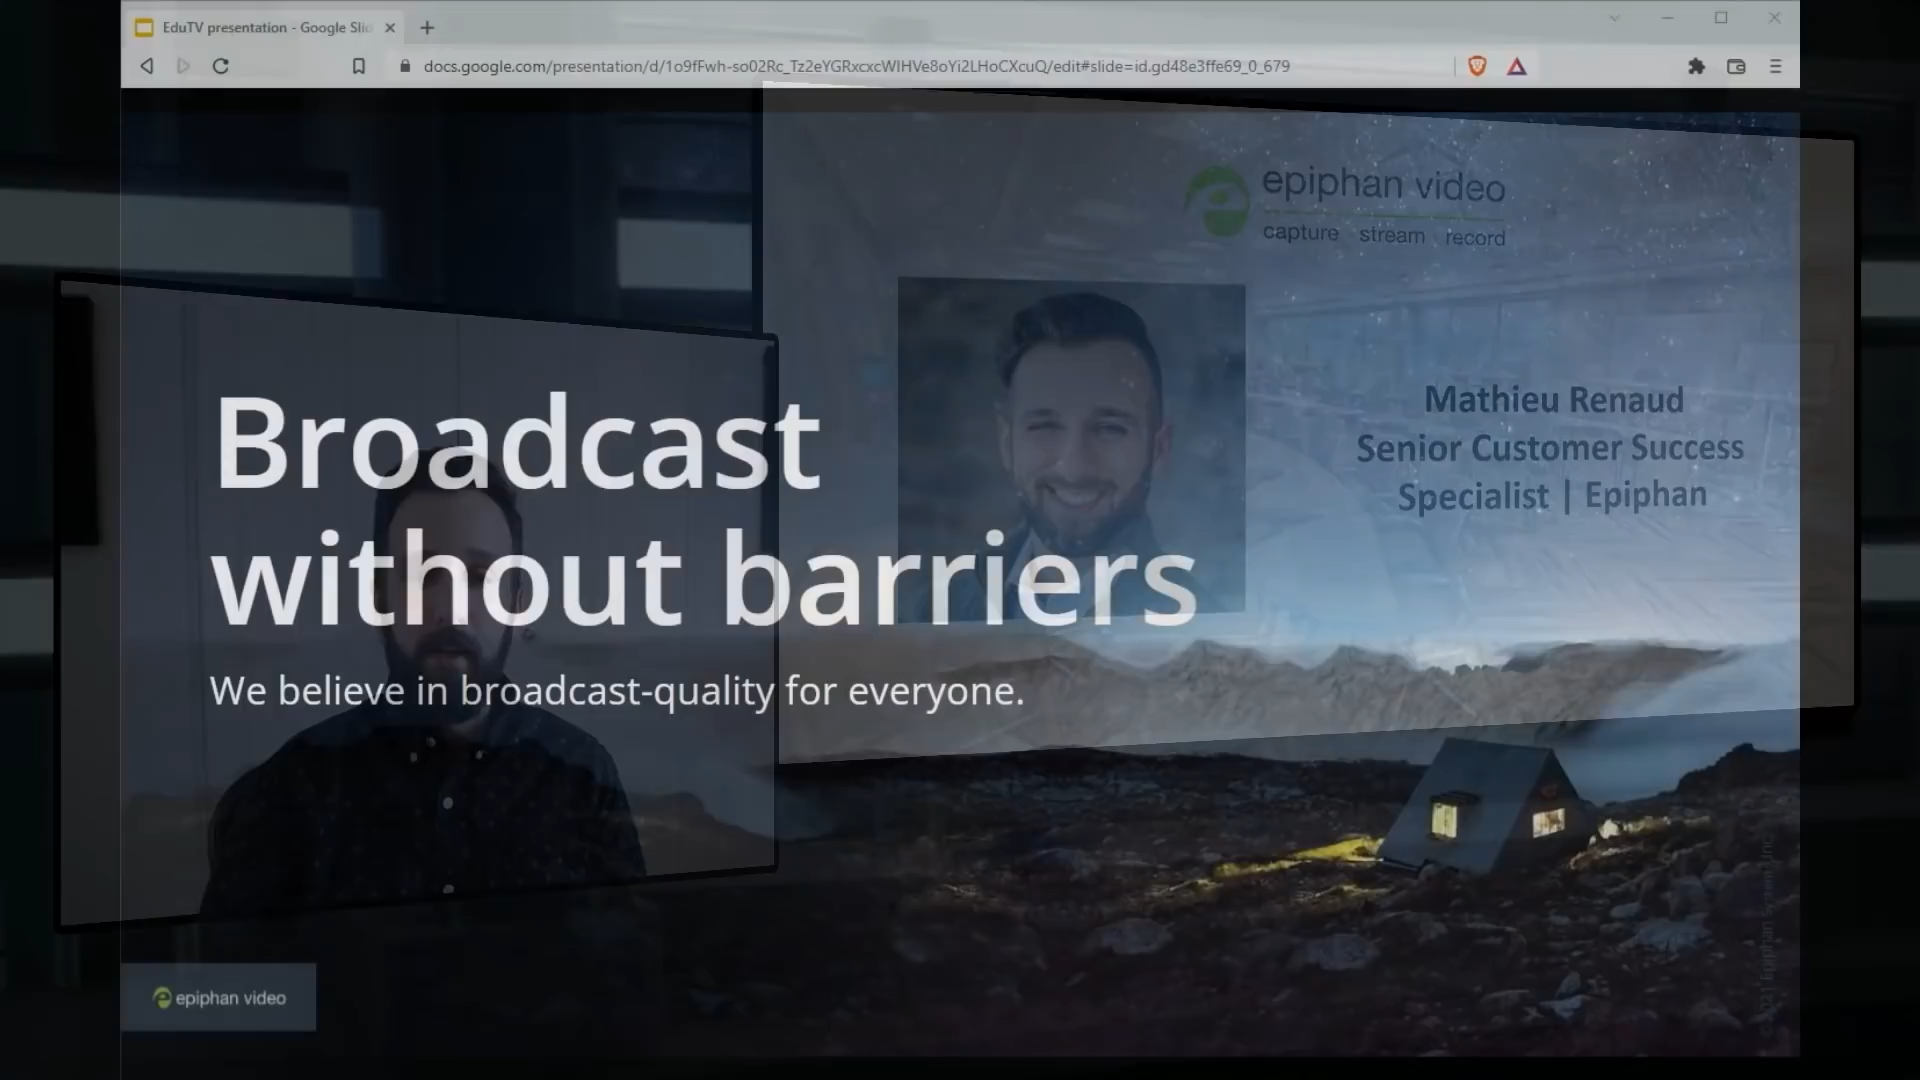 EduTV presentation - Google Slid
docs.google.com/presentation/d/1o9fFwh-so02Rc_Tz2eYGRxcxcWIHVe8oYi2LHoCXcuQ/edit#slide=id.gd48e3ffe69_0_679
epiphan video
capture stream record
Mathieu Renaud
Senior Customer Success
Specialist | Epiphan
Broadcast
without barriers
We believe in broadcast-quality for everyone.
epiphan video